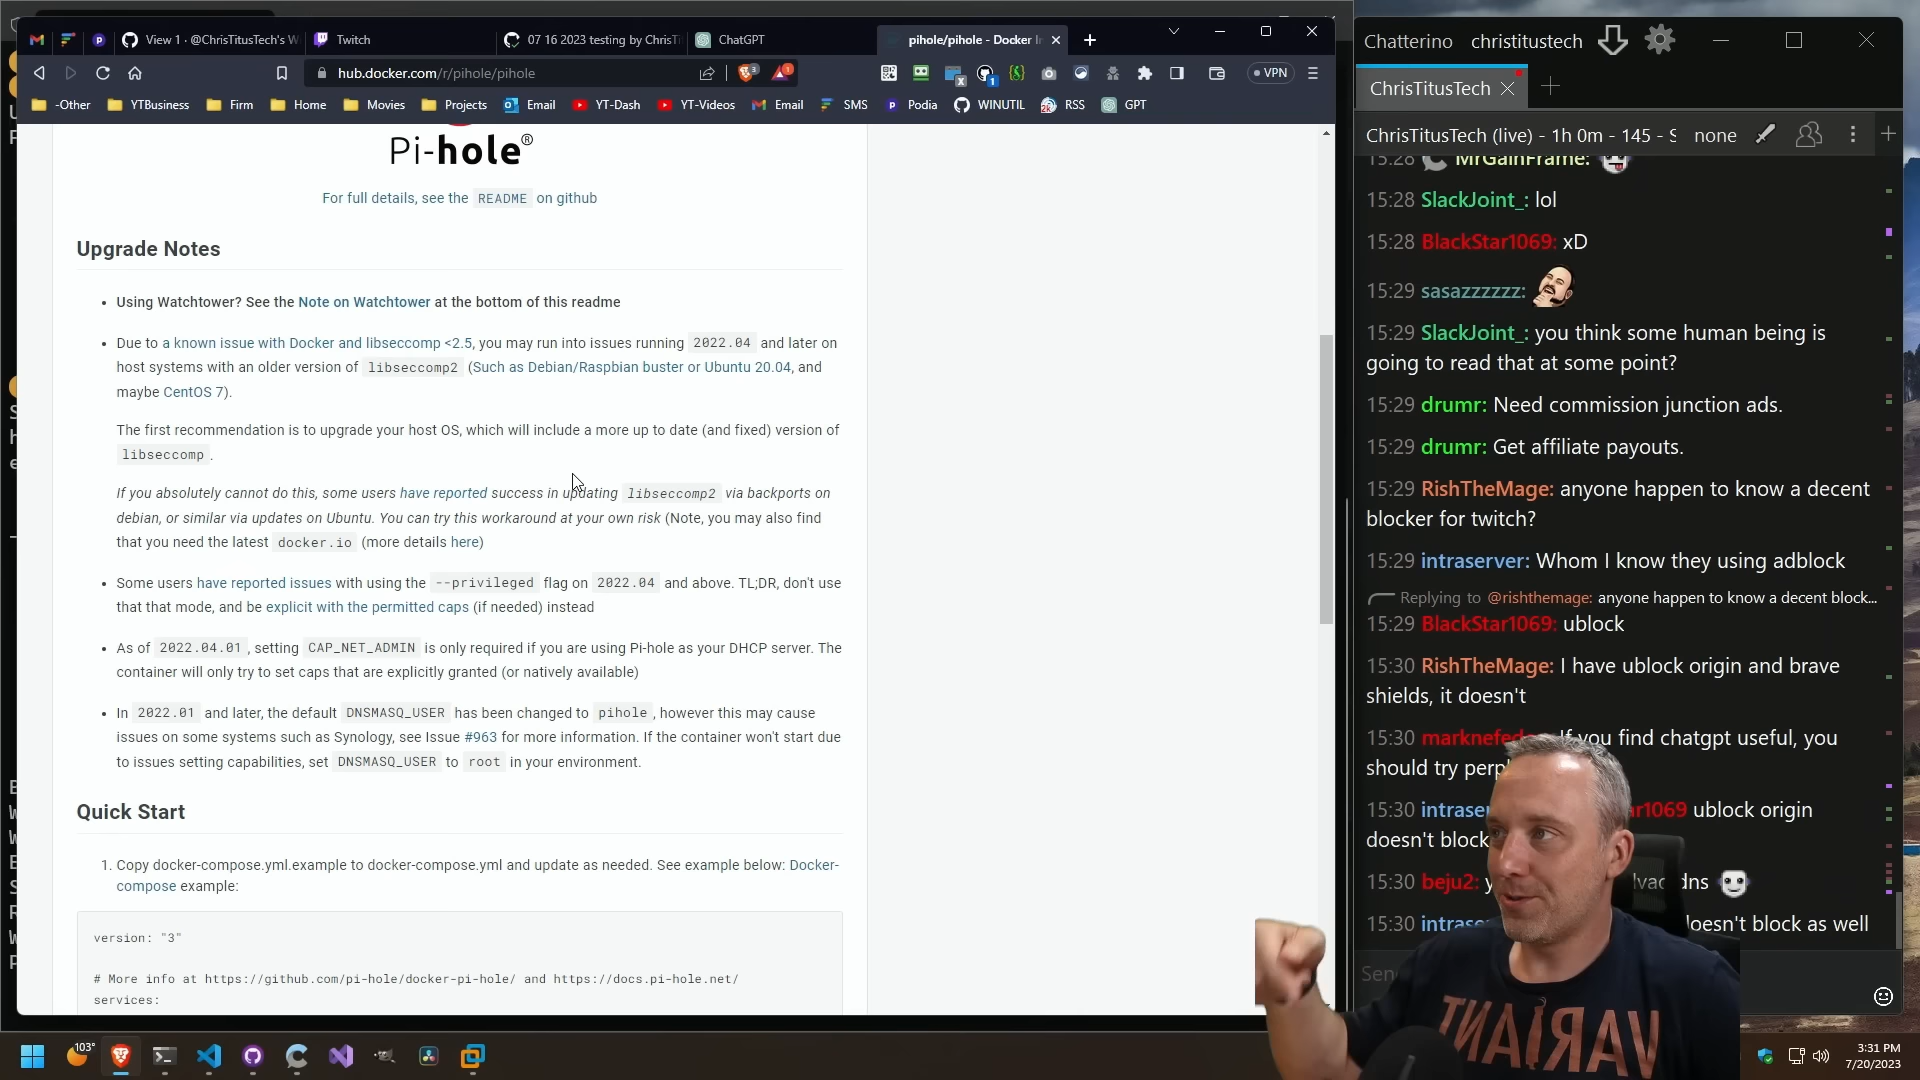 View 1 · @ChrisTitusTech's W
Twitch
07 16 2023 testing by ChrisTi
ChatGPT
pihole/pihole - Docker I
hub.docker.com/r/pihole/pihole
VPN
-Other
YTBusiness
Firm
Home
Movies
Projects
Email
YT-Dash
YT-Videos
Email
SMS
Podia
WINUTIL
RSS
GPT
Pi-hole®
For full details, see the README on github
Upgrade Notes
• Using Watchtower? See the Note on Watchtower at the bottom of this readme
• Due to a known issue with Docker and libseccomp <2.5, you may run into issues running 2022.04 and later on
host systems with an older version of libseccomp2 (Such as Debian/Raspbian buster or Ubuntu 20.04, and
maybe CentOS 7).
The first recommendation is to upgrade your host OS, which will include a more up to date (and fixed) version of
libseccomp .
If you absolutely cannot do this, some users have reported success in updating libseccomp2 via backports on
debian, or similar via updates on Ubuntu. You can try this workaround at your own risk (Note, you may also find
that you need the latest docker.io (more details here)
• Some users have reported issues with using the --privileged flag on 2022.04 and above. TL;DR, don't use
that that mode, and be explicit with the permitted caps (if needed) instead
• As of 2022.04.01 , setting CAP_NET_ADMIN is only required if you are using Pi-hole as your DHCP server. The
container will only try to set caps that are explicitly granted (or natively available)
• In 2022.01 and later, the default DNSMASQ_USER has been changed to pihole , however this may cause
issues on some systems such as Synology, see Issue #963 for more information. If the container won't start due
to issues setting capabilities, set DNSMASQ_USER to root in your environment.
Quick Start
1. Copy docker-compose.yml.example to docker-compose.yml and update as needed. See example below: Docker-
compose example:
version: "3"
# More info at https://github.com/pi-hole/docker-pi-hole/ and https://docs.pi-hole.net/
services:
Chatterino christitustech
ChrisTitusTech
ChrisTitusTech (live) - 1h 0m - 145 - S none
15:28 MrGainFrame:
15:28 SlackJoint_: lol
15:28 BlackStar1069: xD
15:29 sasazzzzzz:
15:29 SlackJoint_: you think some human being is
going to read that at some point?
15:29 drumr: Need commission junction ads.
15:29 drumr: Get affiliate payouts.
15:29 RishTheMage: anyone happen to know a decent
blocker for twitch?
15:29 intraserver: Whom I know they using adblock
Replying to @rishthemage: anyone happen to know a decent block...
15:29 BlackStar1069: ublock
15:30 RishTheMage: I have ublock origin and brave
shields, it doesn't
15:30 If you find chatgpt useful, you
should try
15:30 ublock origin
doesn't block
15:30 beju2: dns
15:30 doesn't block as well
VARIANT
103°
3:31 PM
7/20/2023